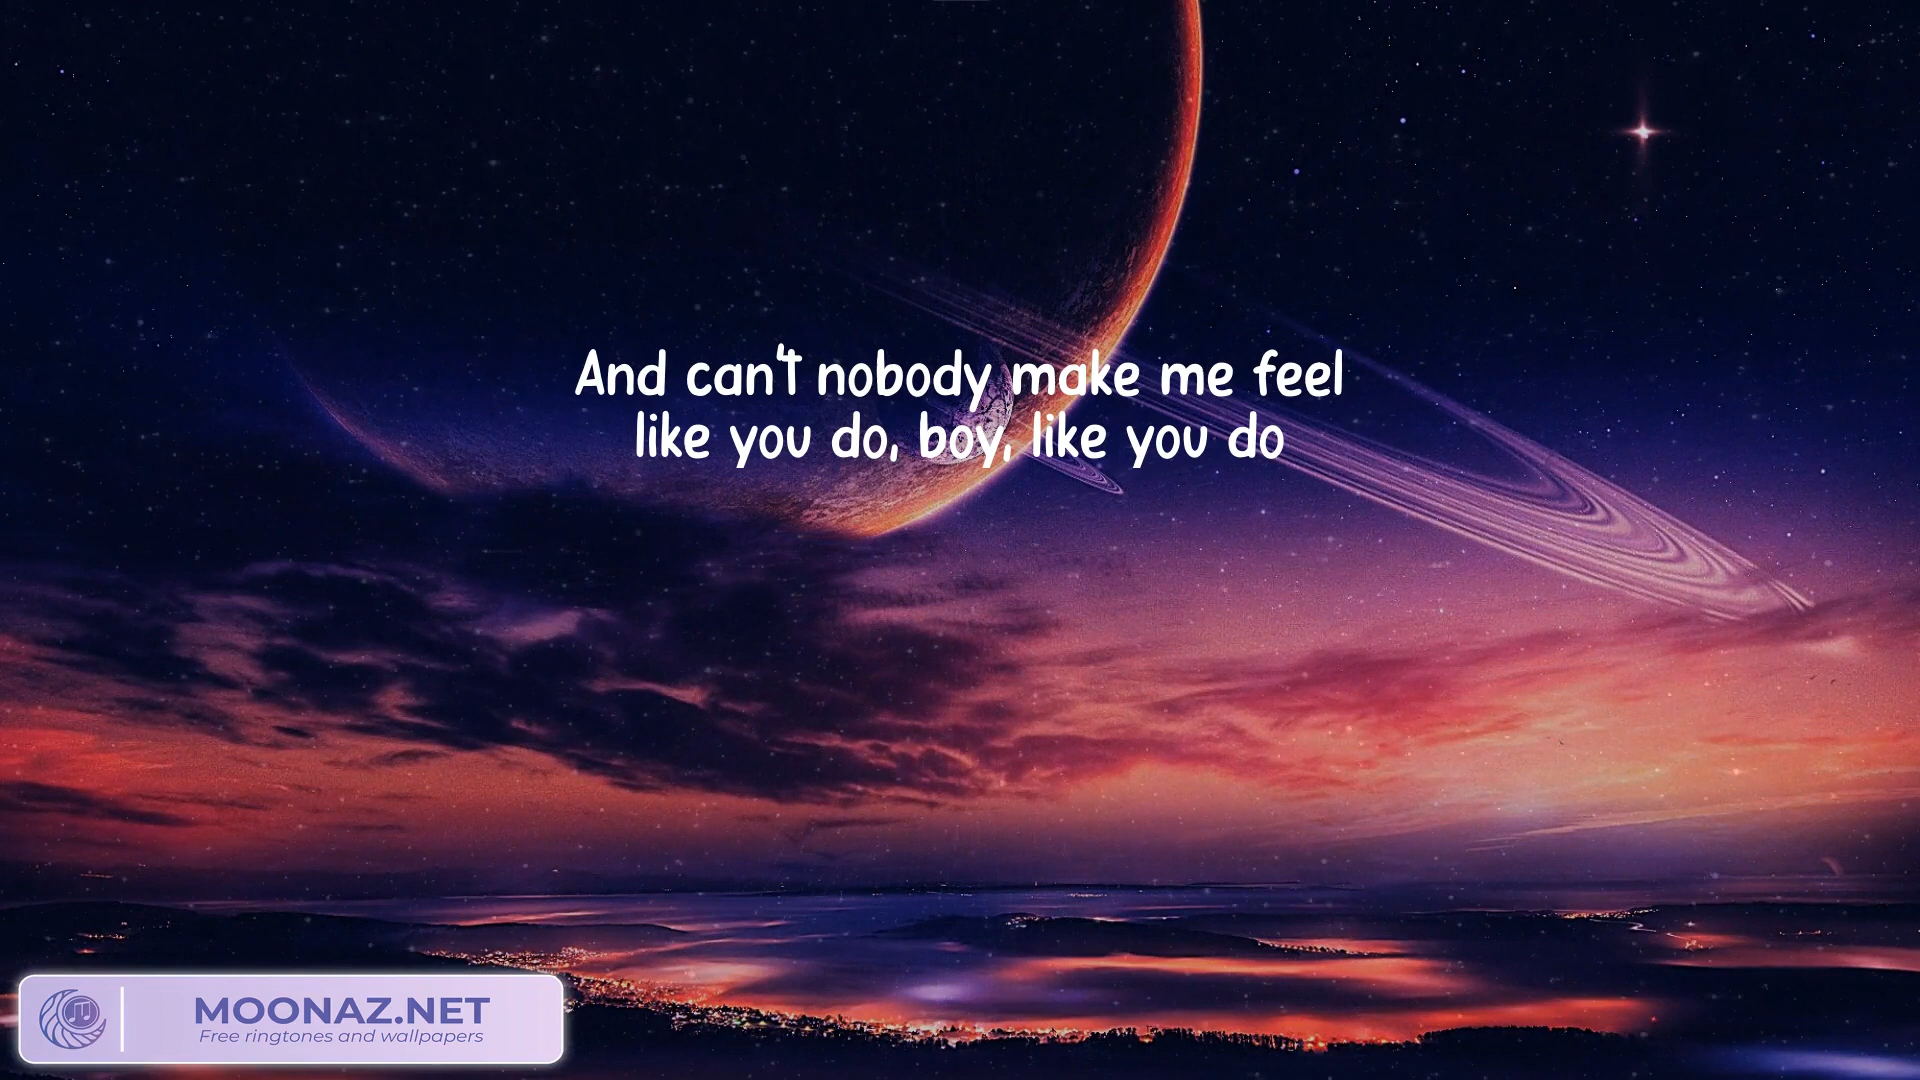 And can't nobody make me feel
like you do, boy, like you do
MOONAZ.NET
Free ringtones and wallpapers